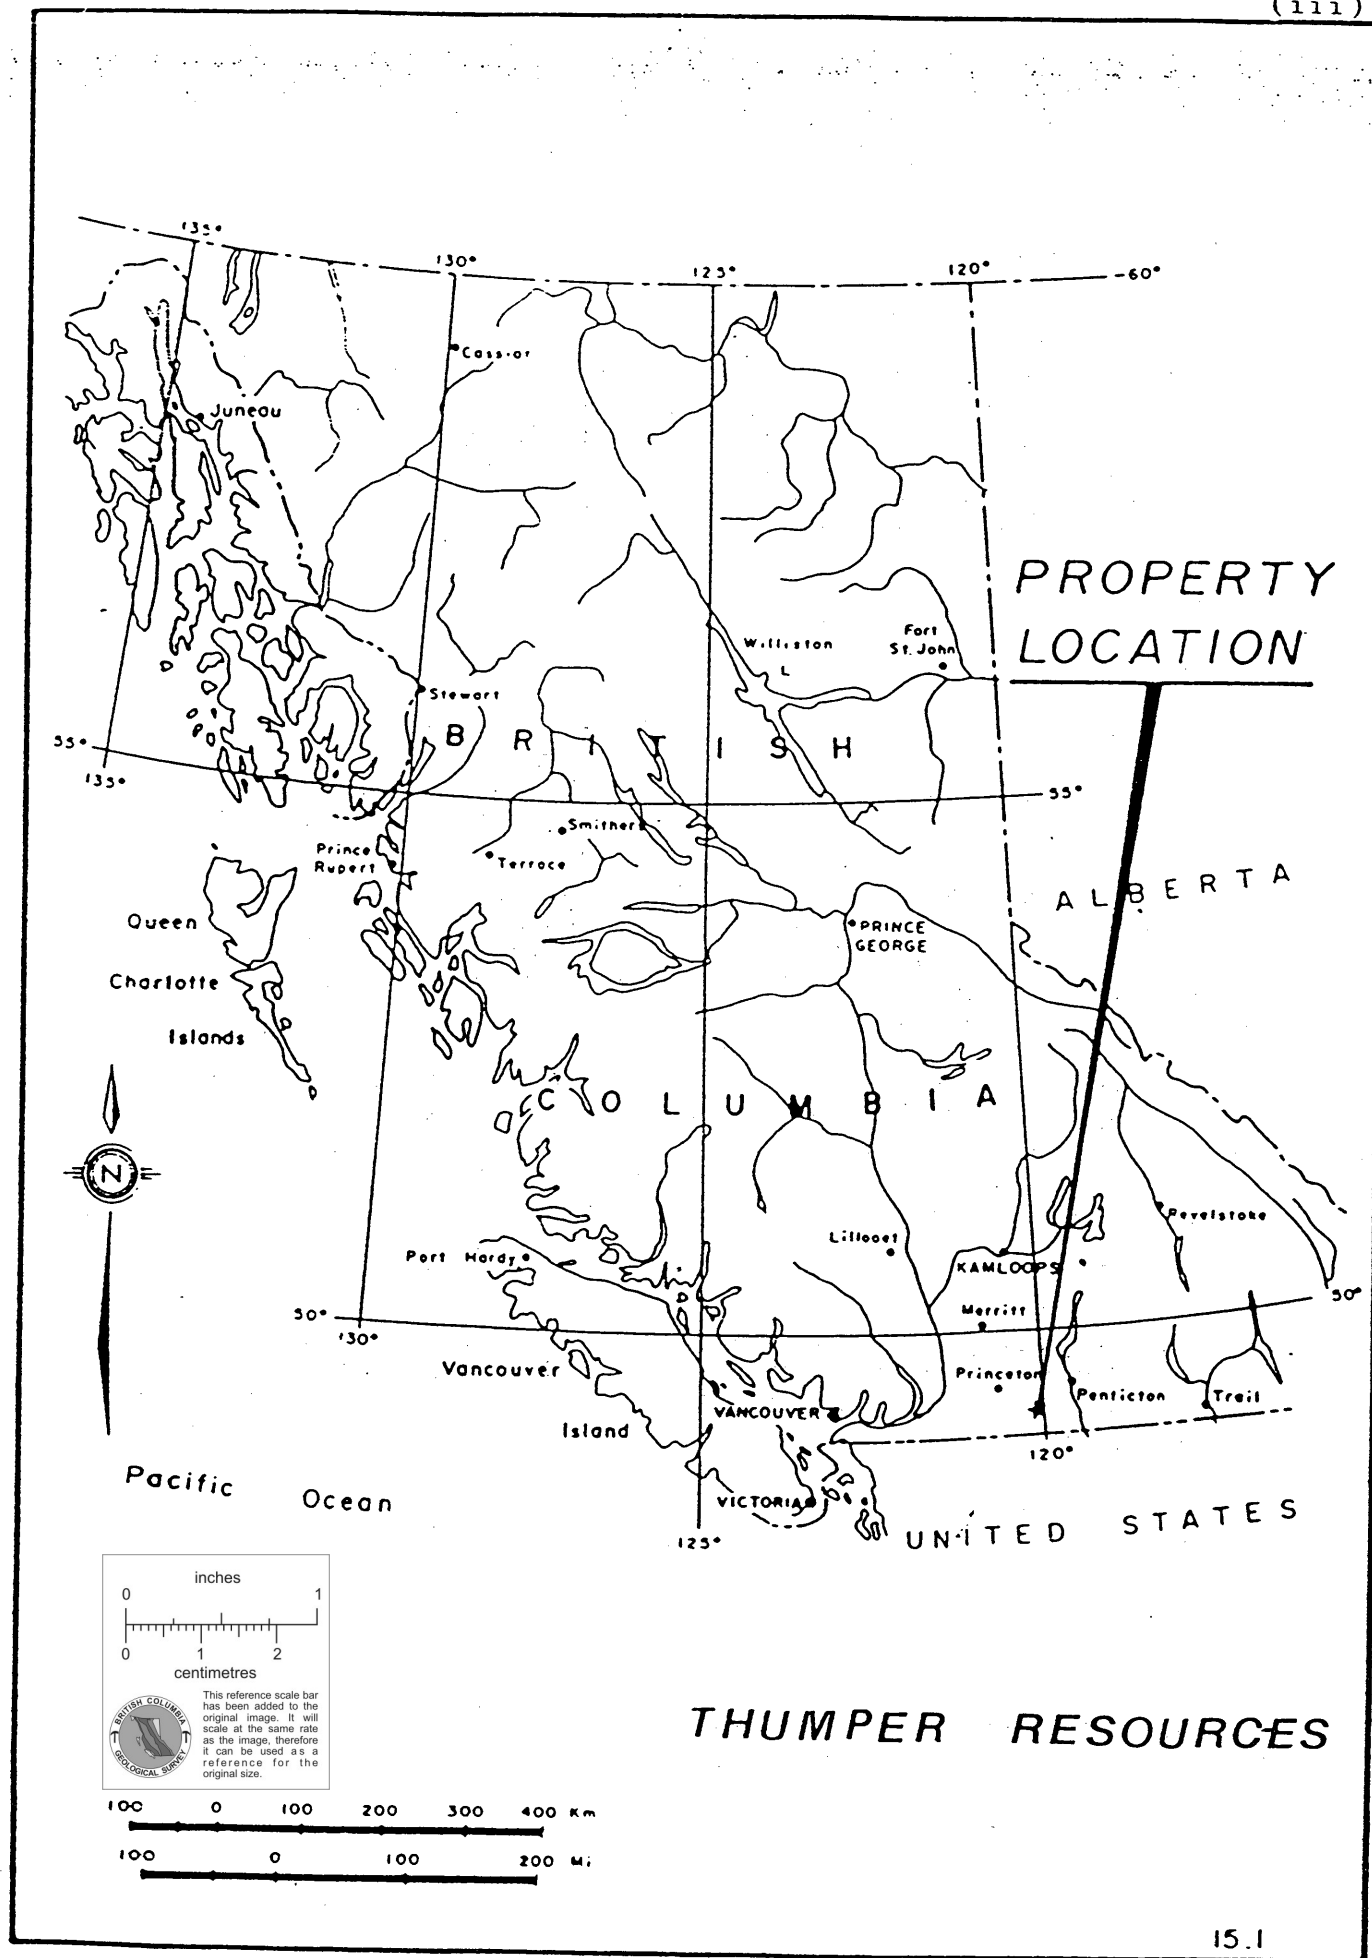 (iii)
135°
130°
125°
120°
-60°
Cassiar
Juneau
PROPERTY
LOCATION
Williston
L
Fort
St. John
Stewart
BRITISH
55°
135°
55°
Smithers
Prince
Rupert
Terrace
ALBERTA
Queen
PRINCE
GEORGE
Charlotte
Islands
COLUMBIA
N
Revelstoke
Lillooet
Port Hardy
KAMLOOPS
50°
50°
130°
Merritt
Vancouver
Princeton
Penticton
Trail
VANCOUVER
Island
120°
Pacific Ocean
VICTORIA
UNITED STATES
125°
inches
0 1
0 1 2
centimetres
BRITISH COLUMBIA
GEOLOGICAL SURVEY
This reference scale bar
has been added to the
original image. It will
scale at the same rate
as the image, therefore
it can be used as a
reference for the
original size.
THUMPER RESOURCES
100 0 100 200 300 400 Km
100 0 100 200 Mi
15.1